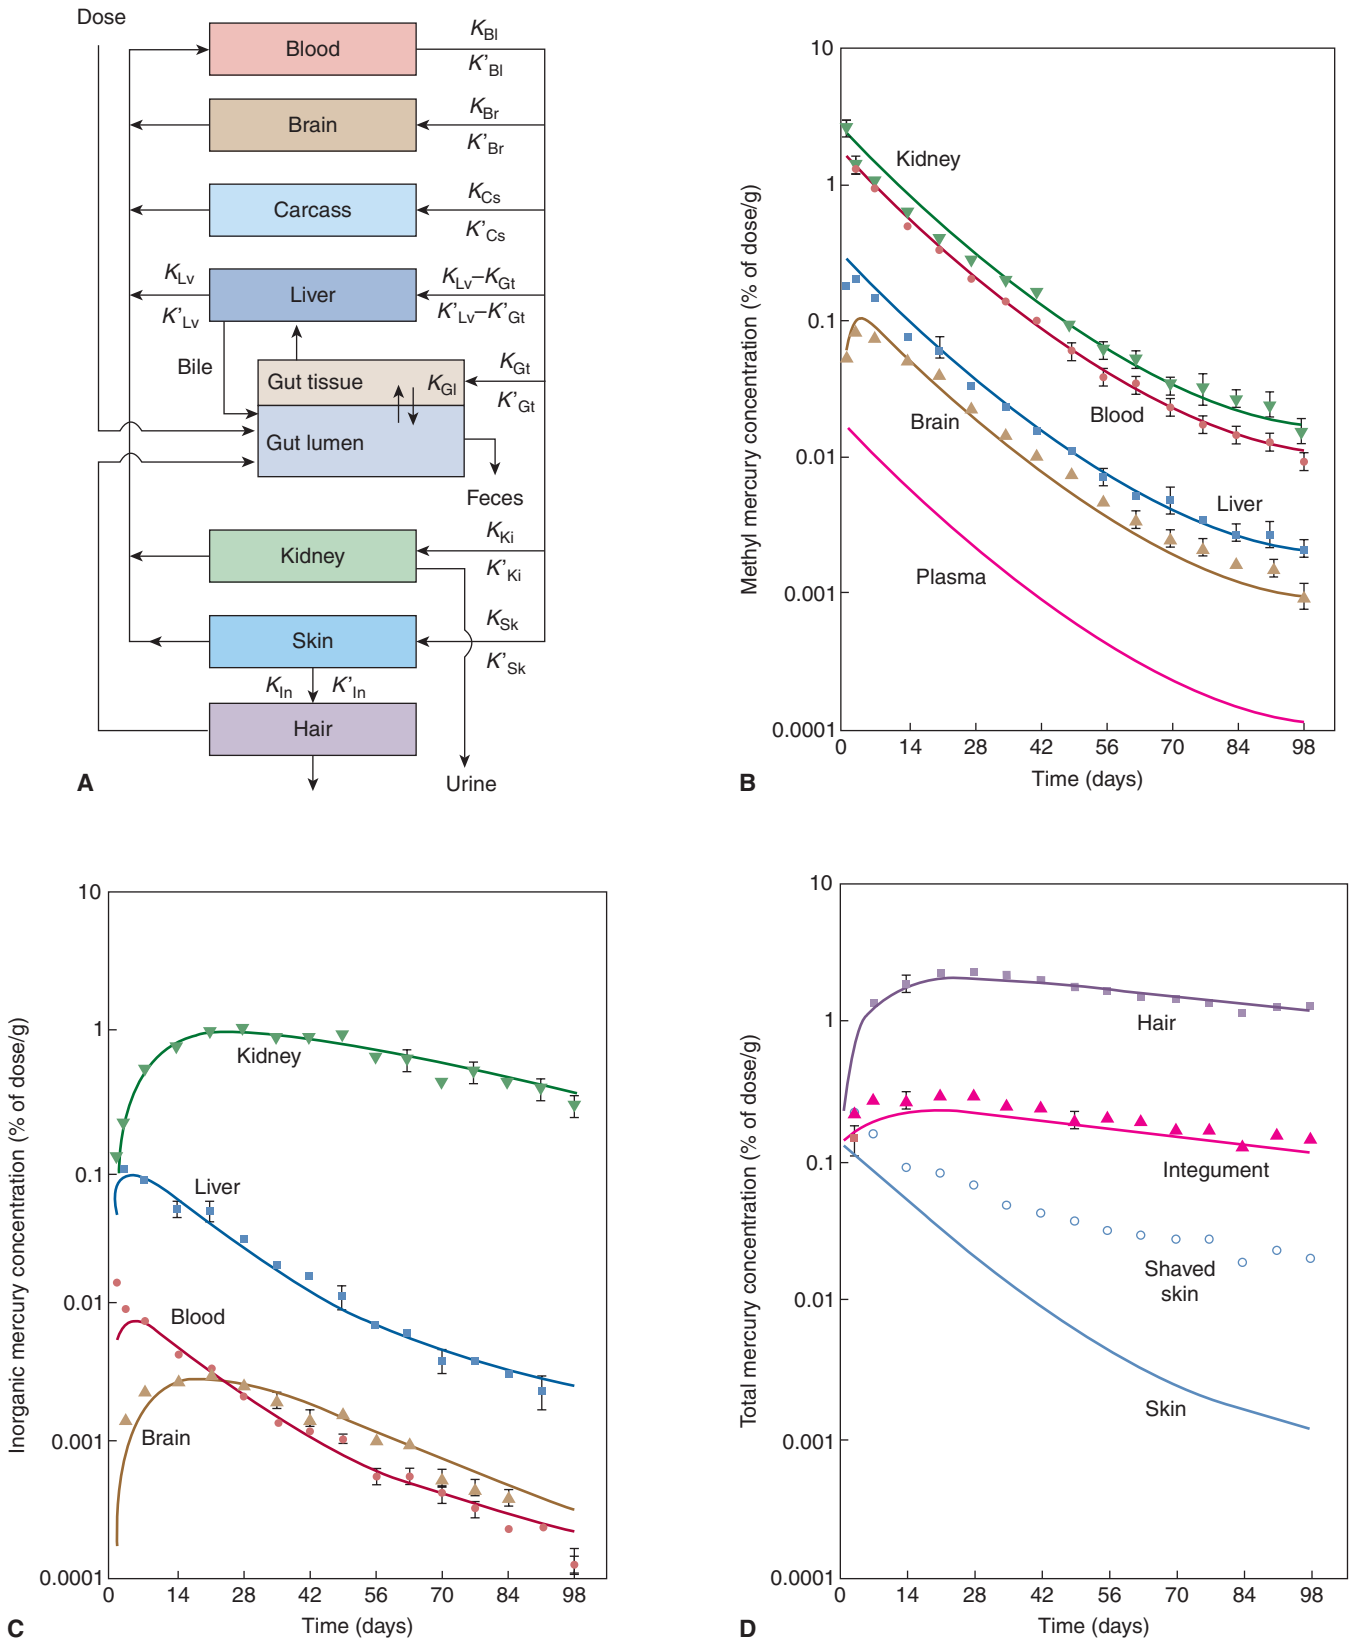 Dose
Blood
K_Bl
K'_Bl
Brain
K_Br
K'_Br
Carcass
K_Cs
K'_Cs
K_Lv
K'_Lv
Liver
K_Lv–K_Gt
K'_Lv–K'_Gt
Bile
Gut tissue
K_GI
K_Gt
K'_Gt
Gut lumen
Feces
Kidney
K_Ki
K'_Ki
Skin
K_Sk
K'_Sk
K_In
K'_In
Hair
Urine
A
Methyl mercury concentration (% of dose/g)
10
1
0.1
0.01
0.001
0.0001
Kidney
Blood
Brain
Liver
Plasma
0 14 28 42 56 70 84 98
Time (days)
B
Inorganic mercury concentration (% of dose/g)
10
1
0.1
0.01
0.001
0.0001
Kidney
Liver
Blood
Brain
0 14 28 42 56 70 84 98
Time (days)
C
Total mercury concentration (% of dose/g)
10
1
0.1
0.01
0.001
0.0001
Hair
Integument
Shaved
skin
Skin
0 14 28 42 56 70 84 98
Time (days)
D